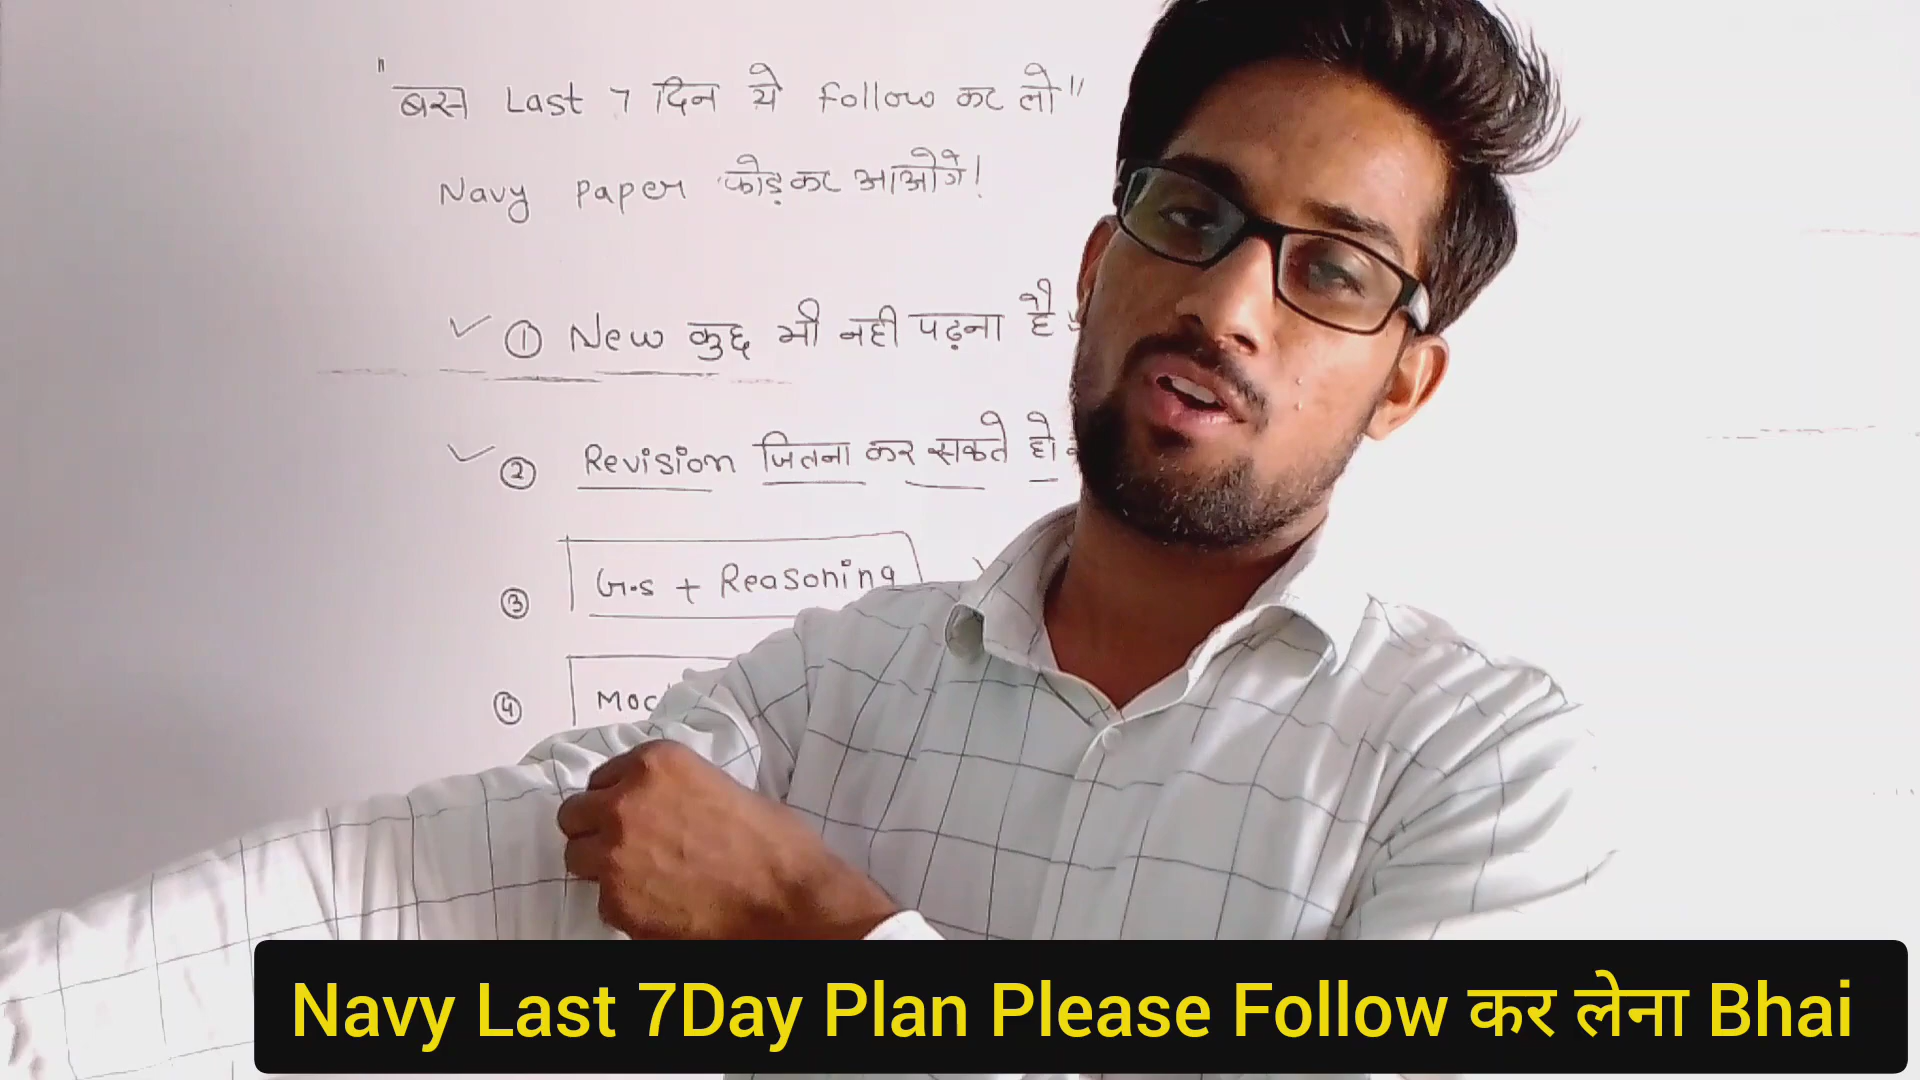 "बस Last 7 दिन ये follow कर लो"
Navy Paper फोड़ कर आओगे!
① New कुछ भी नही पढ़ना है
② Revision जितना कर सकते हो
③ G.S + Reasoning
④
Navy Last 7Day Plan Please Follow कर लेना Bhai